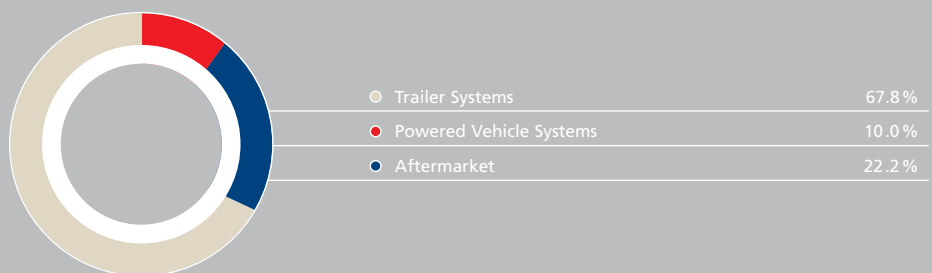 Trailer Systems 67.8 %
Powered Vehicle Systems 10.0 %
Aftermarket 22.2 %